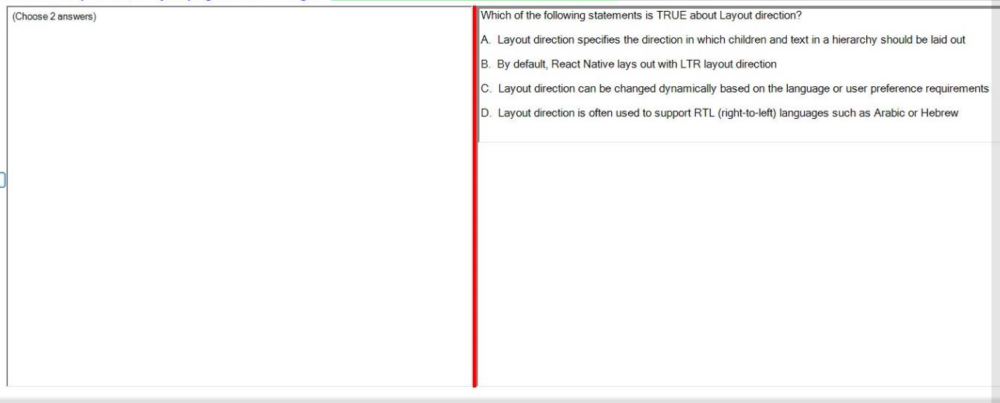 (Choose 2 answers)
Which of the following statements is TRUE about Layout direction?
A. Layout direction specifies the direction in which children and text in a hierarchy should be laid out
B. By default, React Native lays out with LTR layout direction
C. Layout direction can be changed dynamically based on the language or user preference requirements
D. Layout direction is often used to support RTL (right-to-left) languages such as Arabic or Hebrew